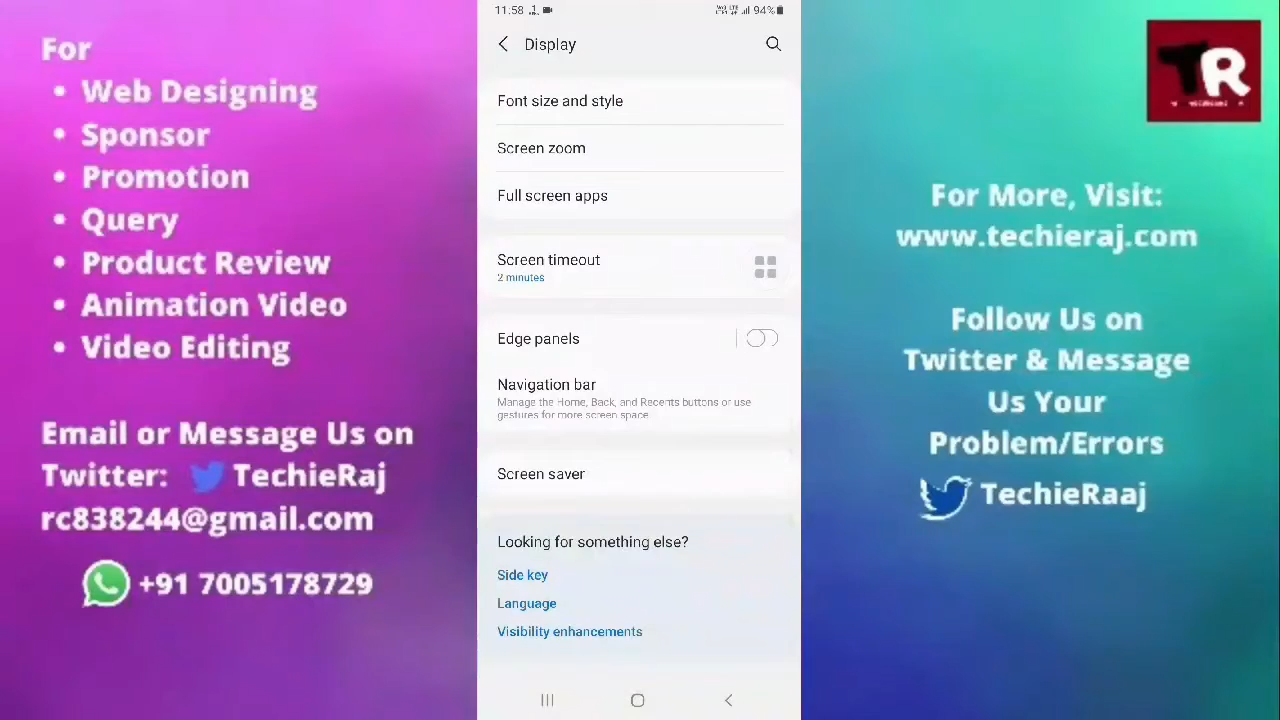 For
• Web Designing
• Sponsor
• Promotion
• Query
• Product Review
• Animation Video
• Video Editing
Email or Message Us on
Twitter: TechieRaj
rc838244@gmail.com
+91 7005178729
11:58
94%
Display
Font size and style
Screen zoom
Full screen apps
Screen timeout
2 minutes
Edge panels
Navigation bar
Manage the Home, Back, and Recents buttons or use
gestures for more screen space
Screen saver
Looking for something else?
Side key
Language
Visibility enhancements
TR
For More, Visit:
www.techieraj.com
Follow Us on
Twitter & Message
Us Your
Problem/Errors
TechieRaaj